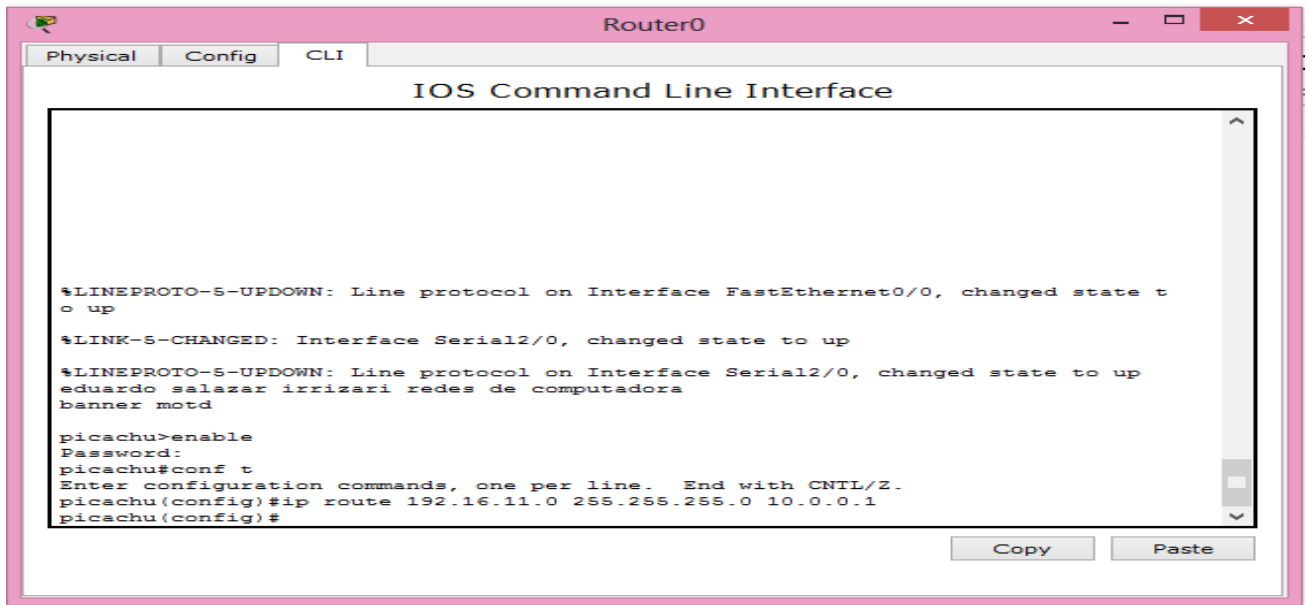 Router0
Physical Config CLI
IOS Command Line Interface
%LINEPROTO-5-UPDOWN: Line protocol on Interface FastEthernet0/0, changed state t
o up
%LINK-5-CHANGED: Interface Serial2/0, changed state to up
%LINEPROTO-5-UPDOWN: Line protocol on Interface Serial2/0, changed state to up
eduardo salazar irrizari redes de computadora
banner motd
picachu>enable
Password:
picachu#conf t
Enter configuration commands, one per line.  End with CNTL/Z.
picachu(config)#ip route 192.16.11.0 255.255.255.0 10.0.0.1
picachu(config)#
Copy Paste